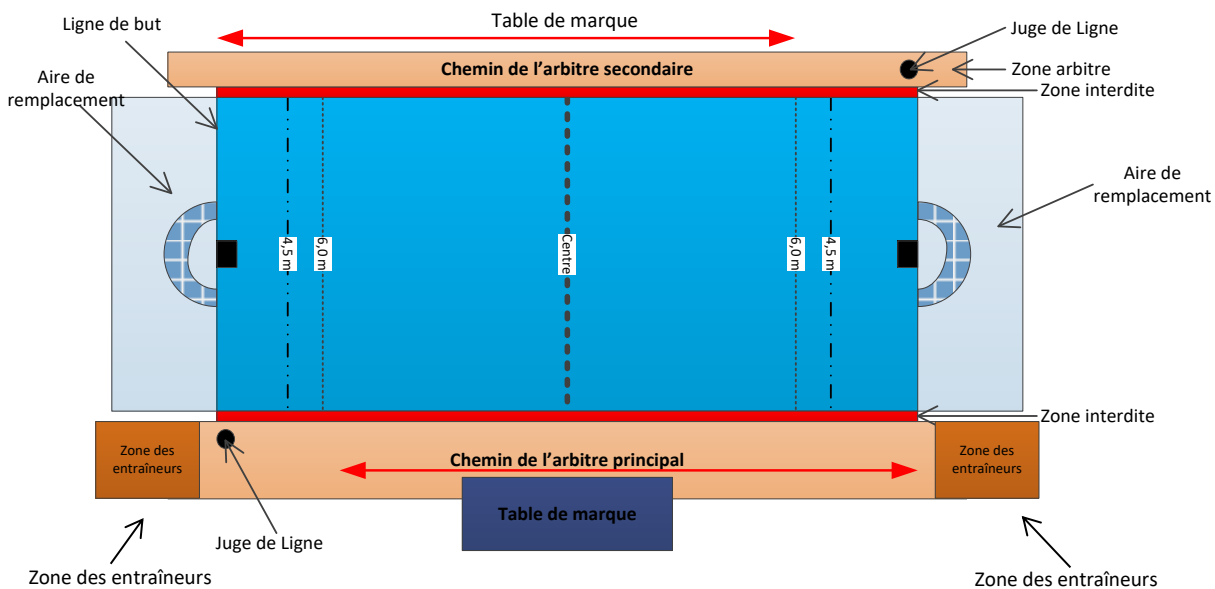 Table de marque
Ligne de but
Juge de Ligne
Chemin de l’arbitre secondaire
Zone arbitre
Aire de
remplacement
Zone interdite
Aire de
remplacement
4,5 m
6,0 m
Centre
6,0 m
4,5 m
Zone interdite
Zone des
entraîneurs
Chemin de l’arbitre principal
Zone des
entraîneurs
Table de marque
Juge de Ligne
Zone des entraîneurs
Zone des entraîneurs